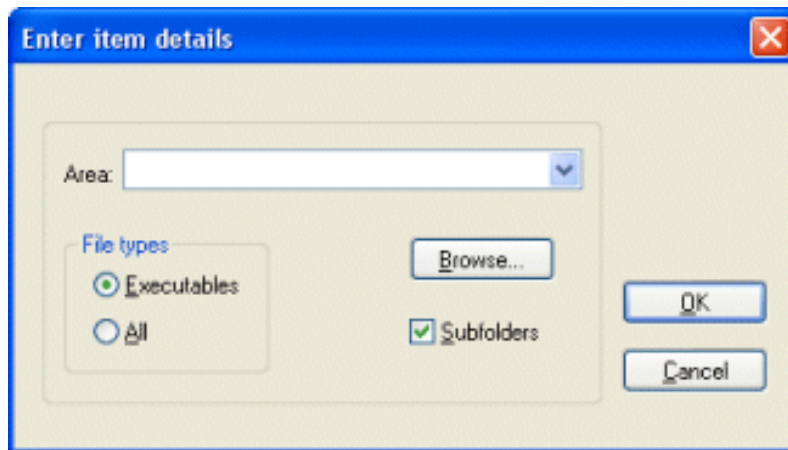 Enter item details
Area:
File types
Browse...
Executables
OK
All
Subfolders
Cancel